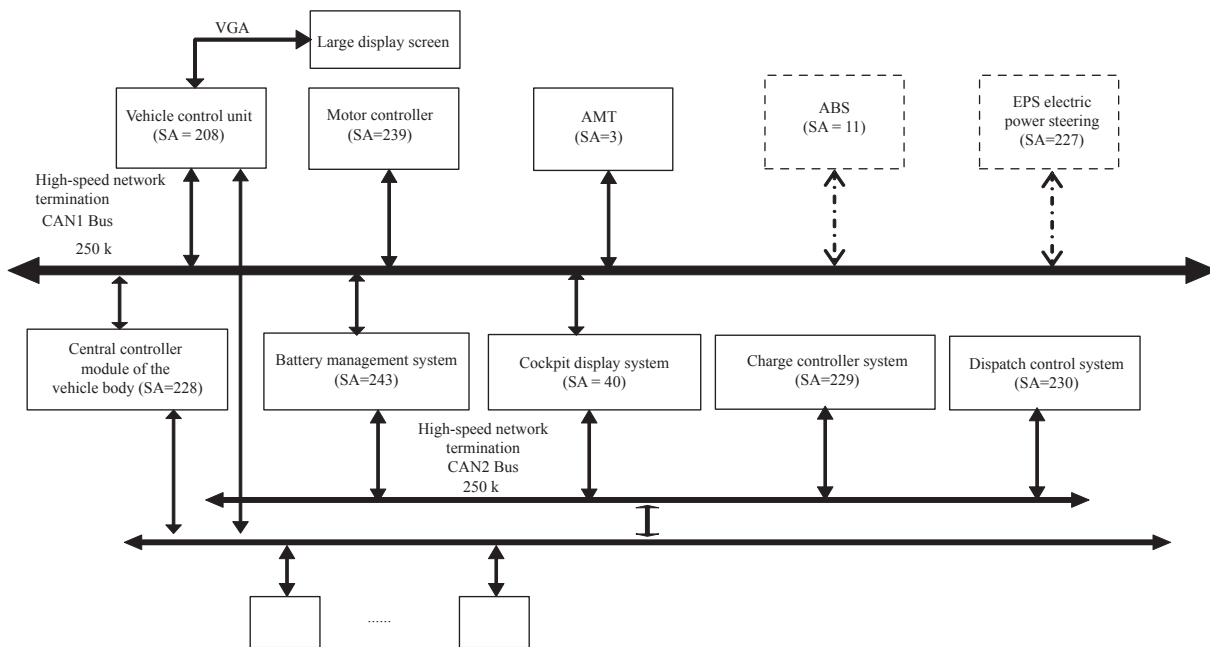 VGA
Large display screen
Vehicle control unit
(SA = 208)
Motor controller
(SA=239)
AMT
(SA=3)
ABS
(SA = 11)
EPS electric
power steering
(SA=227)
High-speed network
termination
CAN1 Bus
250 k
Central controller
module of the
vehicle body (SA=228)
Battery management system
(SA=243)
Cockpit display system
(SA = 40)
Charge controller system
(SA=229)
Dispatch control system
(SA=230)
High-speed network
termination
CAN2 Bus
250 k
......